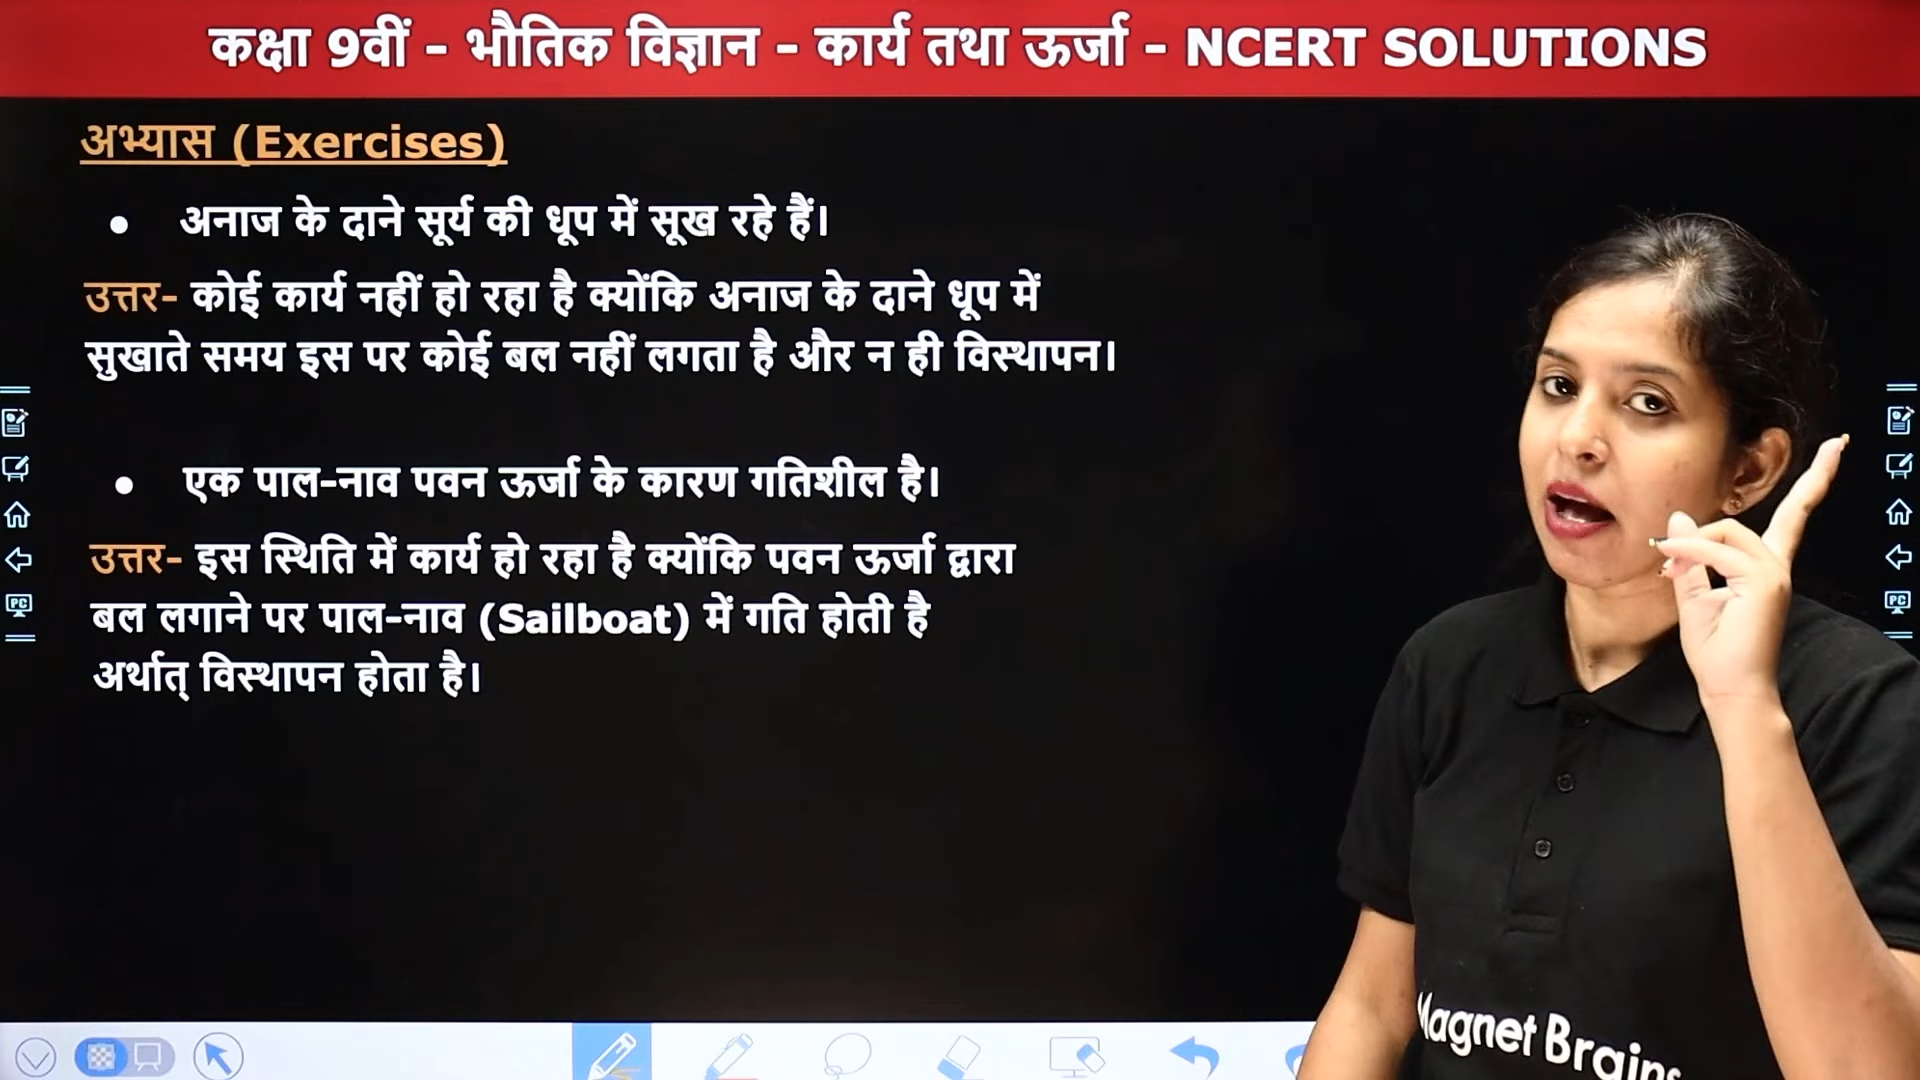 कक्षा 9वीं - भौतिक विज्ञान - कार्य तथा ऊर्जा - NCERT SOLUTIONS
अभ्यास (Exercises)
• अनाज के दाने सूर्य की धूप में सूख रहे हैं।
उत्तर- कोई कार्य नहीं हो रहा है क्योंकि अनाज के दाने धूप में
सुखाते समय इस पर कोई बल नहीं लगता है और न ही विस्थापन।
• एक पाल-नाव पवन ऊर्जा के कारण गतिशील है।
उत्तर- इस स्थिति में कार्य हो रहा है क्योंकि पवन ऊर्जा द्वारा
बल लगाने पर पाल-नाव (Sailboat) में गति होती है
अर्थात् विस्थापन होता है।
PC
PC
Magnet Brains